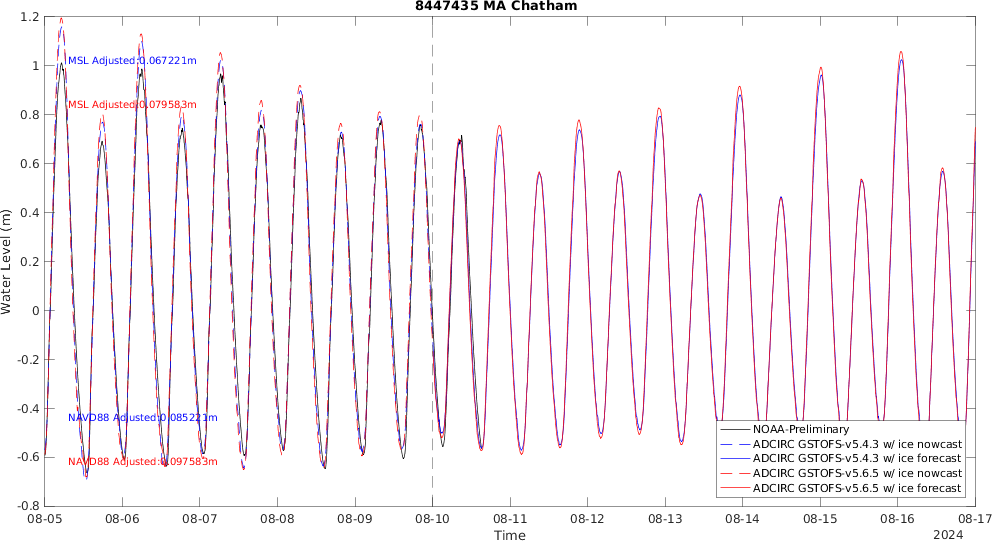 8447435 MA Chatham
1.2
1
0.8
0.6
0.4
0.2
0
-0.2
-0.4
-0.6
-0.8
Water Level (m)
MSL Adjusted:0.067221m
MSL Adjusted:0.079583m
NAVD88 Adjusted:0.085221m
NAVD88 Adjusted:0.097583m
NOAA-Preliminary
ADCIRC GSTOFS-v5.4.3 w/ ice nowcast
ADCIRC GSTOFS-v5.4.3 w/ ice forecast
ADCIRC GSTOFS-v5.6.5 w/ ice nowcast
ADCIRC GSTOFS-v5.6.5 w/ ice forecast
08-05 08-06 08-07 08-08 08-09 08-10 08-11 08-12 08-13 08-14 08-15 08-16 08-17
Time
2024